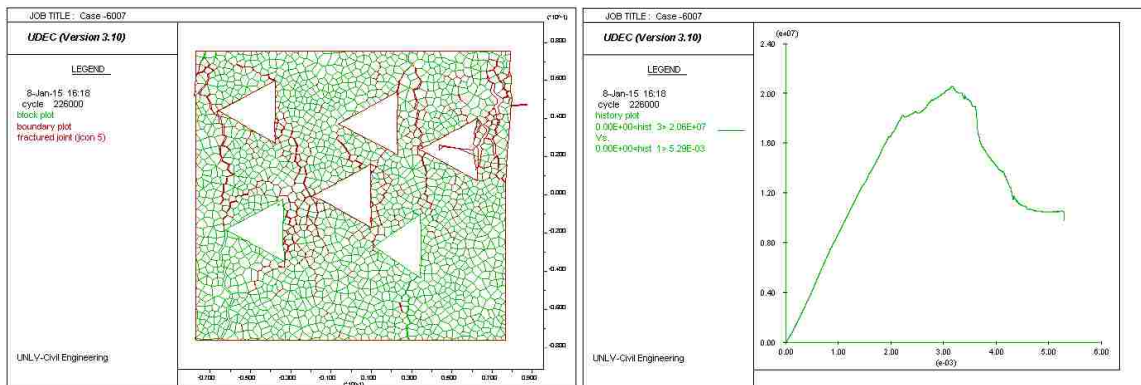 JOB TITLE : Case -6007
UDEC (Version 3.10)
LEGEND
8-Jan-15 16:18
cycle 226000
block plot
boundary plot
fractured joint (jcon 5)
UNLV-Civil Engineering
(*10^-1)
0.800
0.600
0.400
0.200
0.000
-0.200
-0.400
-0.600
-0.800
-0.700 -0.500 -0.300 -0.100 0.100 0.300 0.500 0.700 0.900
(*10^-1)
JOB TITLE : Case -6007
UDEC (Version 3.10)
LEGEND
8-Jan-15 16:18
cycle 226000
history plot
0.00E+00<hist 3> 2.06E+07
Vs.
0.00E+00<hist 1> 5.29E-03
UNLV-Civil Engineering
(e+07)
2.40
2.00
1.60
1.20
0.80
0.40
0.00
0.00 1.00 2.00 3.00 4.00 5.00 6.00
(e-03)